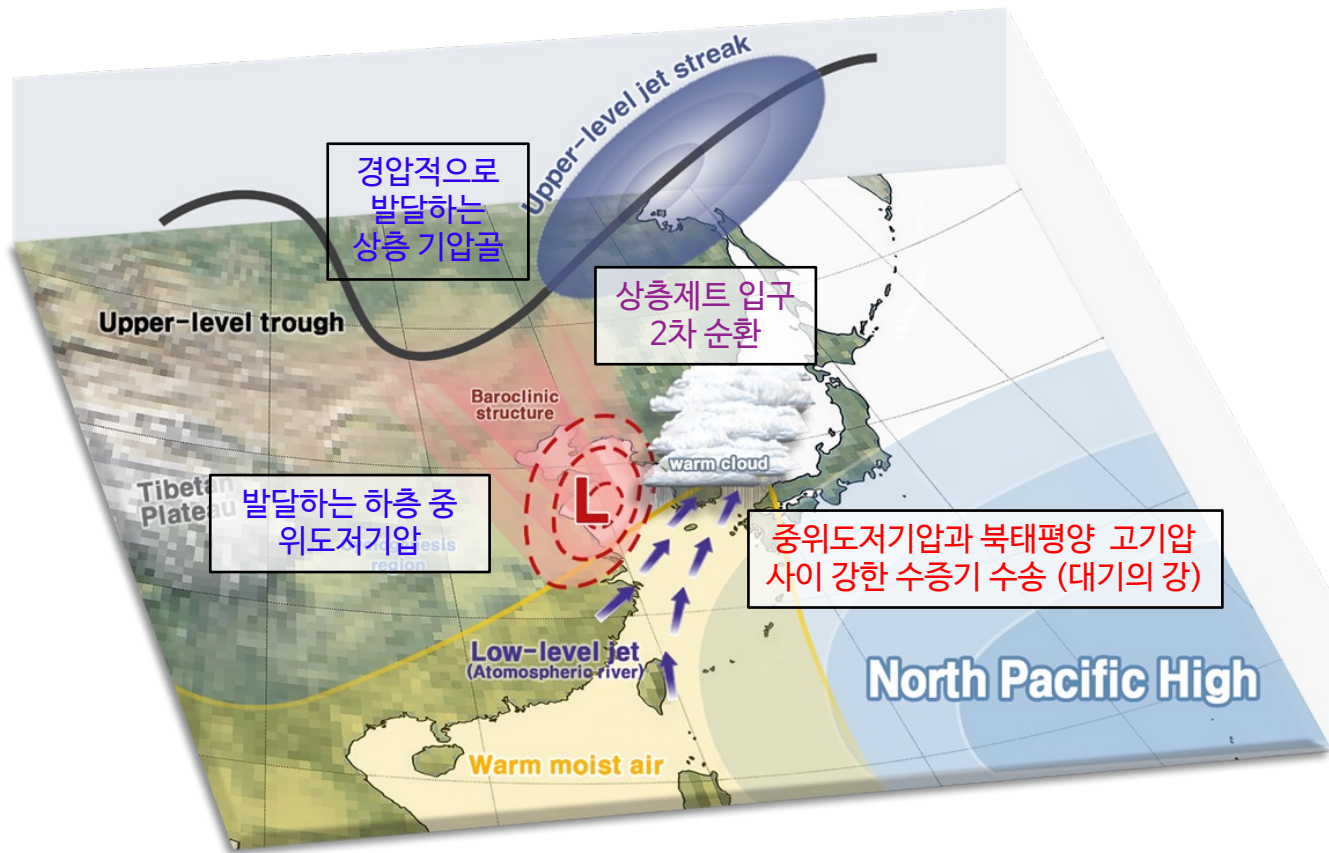 Upper-level jet streak
경압적으로
발달하는
상층 기압골
상층제트 입구
2차 순환
Upper-level trough
Baroclinic
structure
warm cloud
Tibetan
Plateau
발달하는 하층 중
위도저기압
region
L
중위도저기압과 북태평양 고기압
사이 강한 수증기 수송 (대기의 강)
Low-level jet
(Atomospheric river)
North Pacific High
Warm moist air